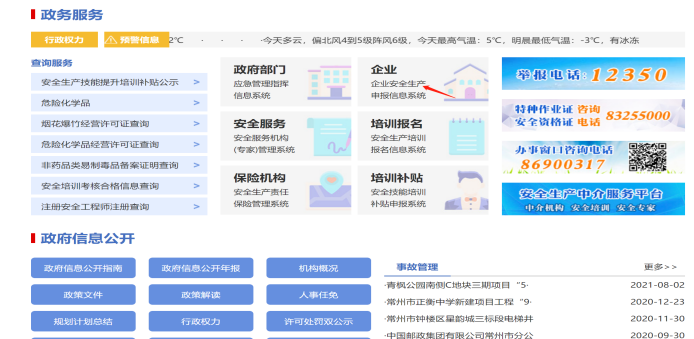 政务服务
行政权力 预警信息 2℃ · · · ·今天多云，偏北风4到5级阵风6级，今天最高气温：5℃，明晨最低气温：-3℃，有冰冻
查询服务
安全生产技能提升培训补贴公示 >
危险化学品 >
烟花爆竹经营许可证查询 >
危险化学品经营许可证查询 >
非药品类易制毒品备案证明查询 >
安全培训考核合格信息查询 >
注册安全工程师注册查询 >
政府部门
应急管理指挥
信息系统
企业
企业安全生产
申报信息系统
安全服务
安全服务机构
(专家)管理系统
培训报名
安全生产培训
报名信息系统
保险机构
安全生产责任
保险管理系统
培训补贴
安全技能培训
补贴申报系统
举报电话:12350
特种作业证 咨询
安全资格证 电话 83255000
办事窗口咨询电话
86900317
安全生产中介服务平台
中介机构 安全培训 安全专家
政府信息公开
政府信息公开指南 政府信息公开年报 机构概况
政策文件 政策解读 人事任免
规划计划总结 行政权力 许可处罚双公示
事故管理 更多>>
·青枫公园南侧C地块三期项目“5· 2021-08-02
·常州市正衡中学新建项目工程“9· 2020-12-23
·常州市钟楼区星韵城三标段电梯井 2020-11-30
·中国邮政集团有限公司常州市分公 2020-09-30